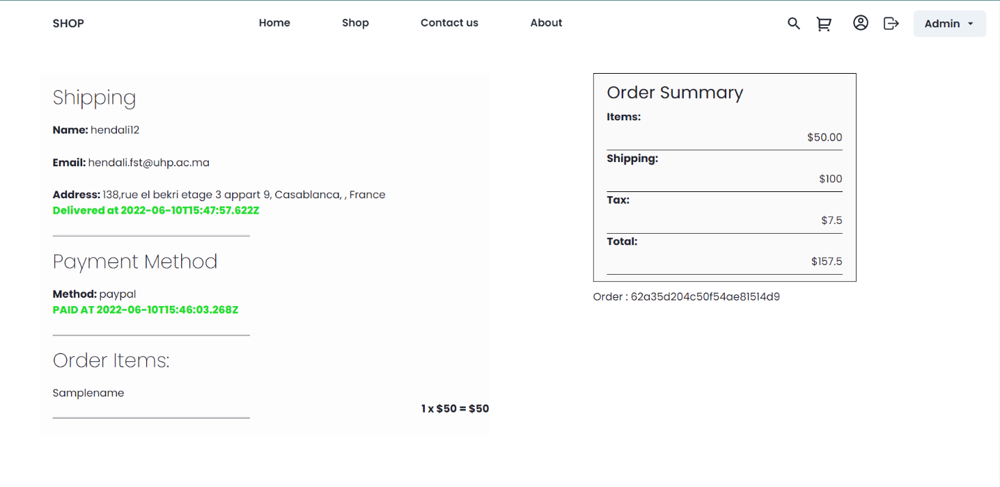 SHOP Home Shop Contact us About Admin
Shipping
Name: hendali12
Email: hendali.fst@uhp.ac.ma
Address: 138,rue el bekri etage 3 appart 9, Casablanca, , France
Delivered at 2022-06-10T15:47:57.622Z
Payment Method
Method: paypal
PAID AT 2022-06-10T15:46:03.268Z
Order Items:
Samplename
1 x $50 = $50
Order Summary
Items:
$50.00
Shipping:
$100
Tax:
$7.5
Total:
$157.5
Order : 62a35d204c50f54ae81514d9